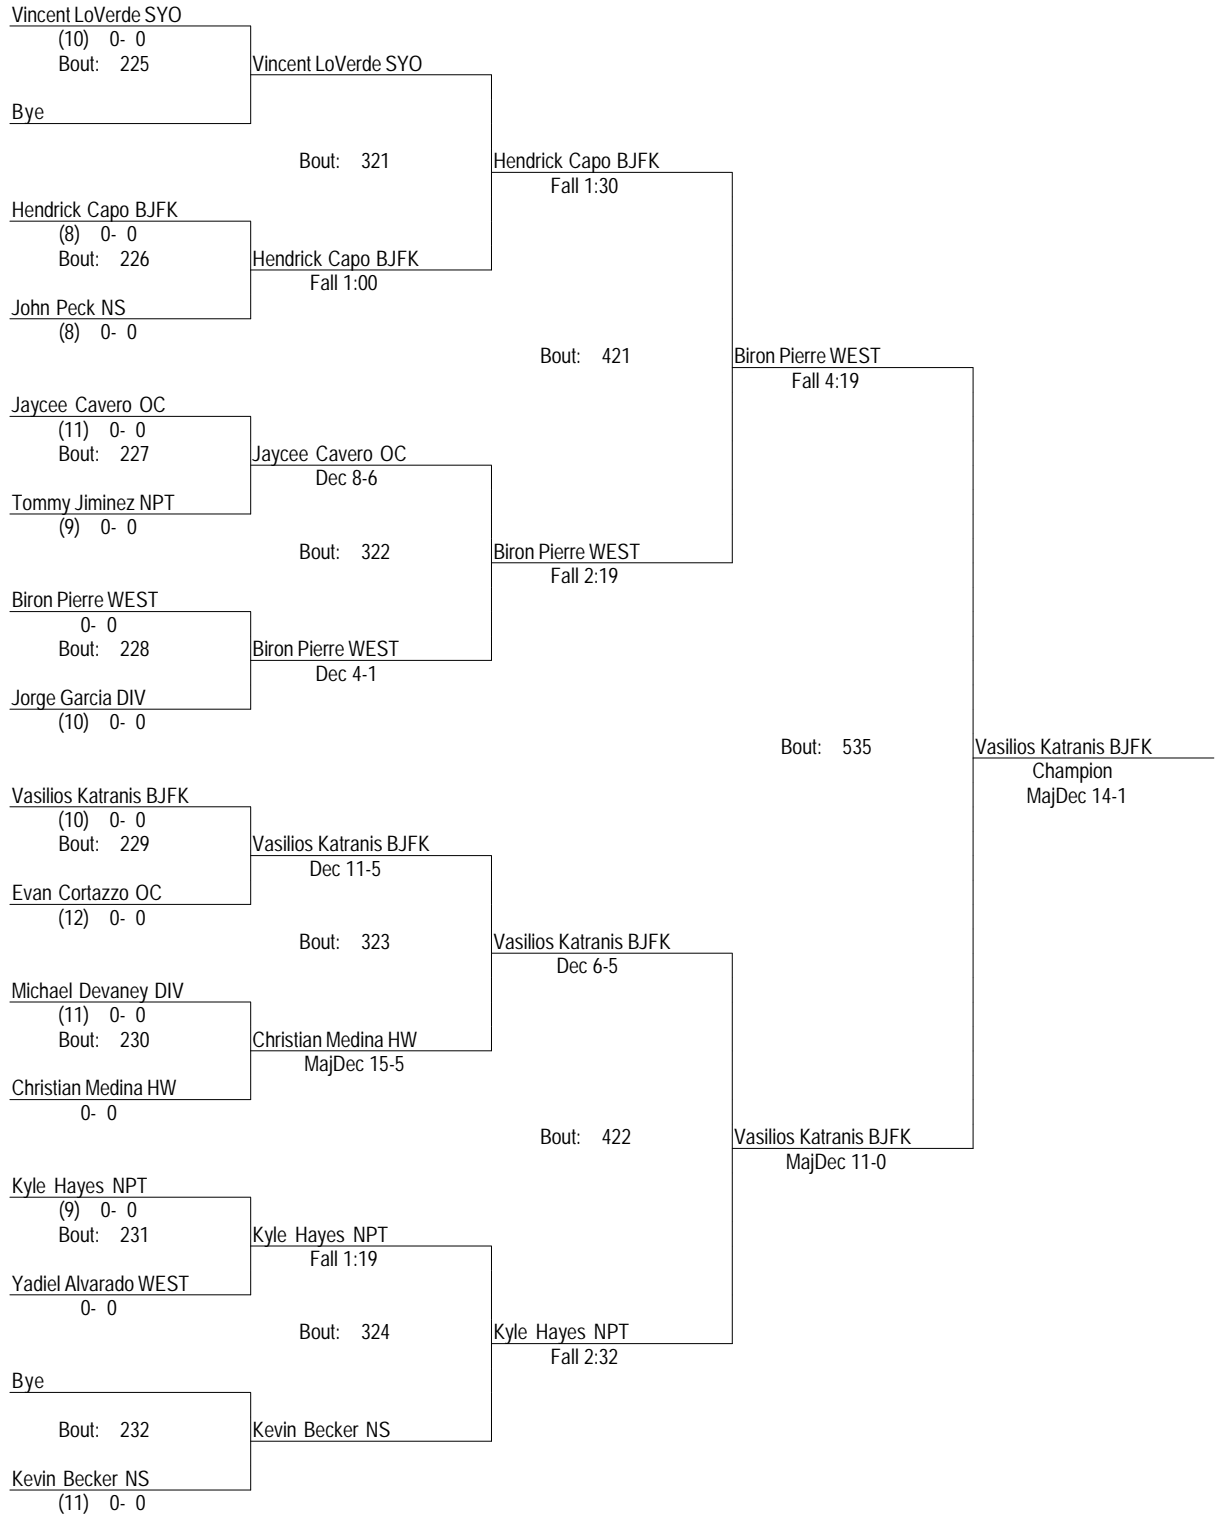 Vincent LoVerde SYO
(10) 0- 0
Bout: 225
Vincent LoVerde SYO
Bye
Bout: 321
Hendrick Capo BJFK
Fall 1:30
Hendrick Capo BJFK
(8) 0- 0
Bout: 226
Hendrick Capo BJFK
Fall 1:00
John Peck NS
(8) 0- 0
Bout: 421
Biron Pierre WEST
Fall 4:19
Jaycee Cavero OC
(11) 0- 0
Bout: 227
Jaycee Cavero OC
Dec 8-6
Tommy Jiminez NPT
(9) 0- 0
Bout: 322
Biron Pierre WEST
Fall 2:19
Biron Pierre WEST
0- 0
Bout: 228
Biron Pierre WEST
Dec 4-1
Jorge Garcia DIV
(10) 0- 0
Bout: 535
Vasilios Katranis BJFK
Champion
MajDec 14-1
Vasilios Katranis BJFK
(10) 0- 0
Bout: 229
Vasilios Katranis BJFK
Dec 11-5
Evan Cortazzo OC
(12) 0- 0
Bout: 323
Vasilios Katranis BJFK
Dec 6-5
Michael Devaney DIV
(11) 0- 0
Bout: 230
Christian Medina HW
MajDec 15-5
Christian Medina HW
0- 0
Bout: 422
Vasilios Katranis BJFK
MajDec 11-0
Kyle Hayes NPT
(9) 0- 0
Bout: 231
Kyle Hayes NPT
Fall 1:19
Yadiel Alvarado WEST
0- 0
Bout: 324
Kyle Hayes NPT
Fall 2:32
Bye
Bout: 232
Kevin Becker NS
Kevin Becker NS
(11) 0- 0